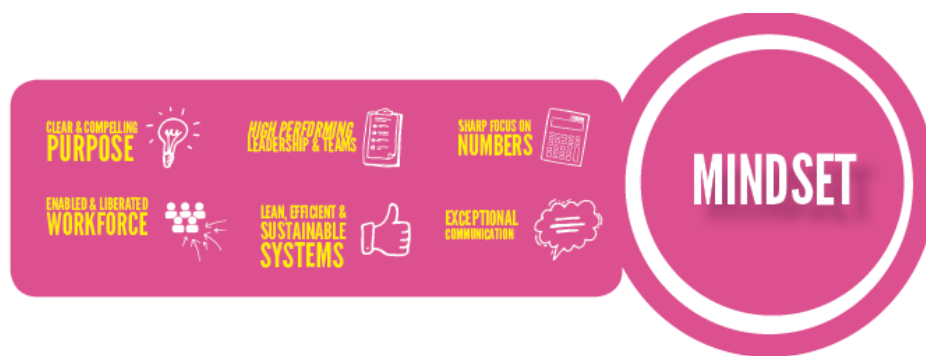 CLEAR & COMPELLING
PURPOSE
HIGH PERFORMING
LEADERSHIP & TEAMS
SHARP FOCUS ON
NUMBERS
ENABLED & LIBERATED
WORKFORCE
LEAN, EFFICIENT &
SUSTAINABLE
SYSTEMS
EXCEPTIONAL
COMMUNICATION
MINDSET